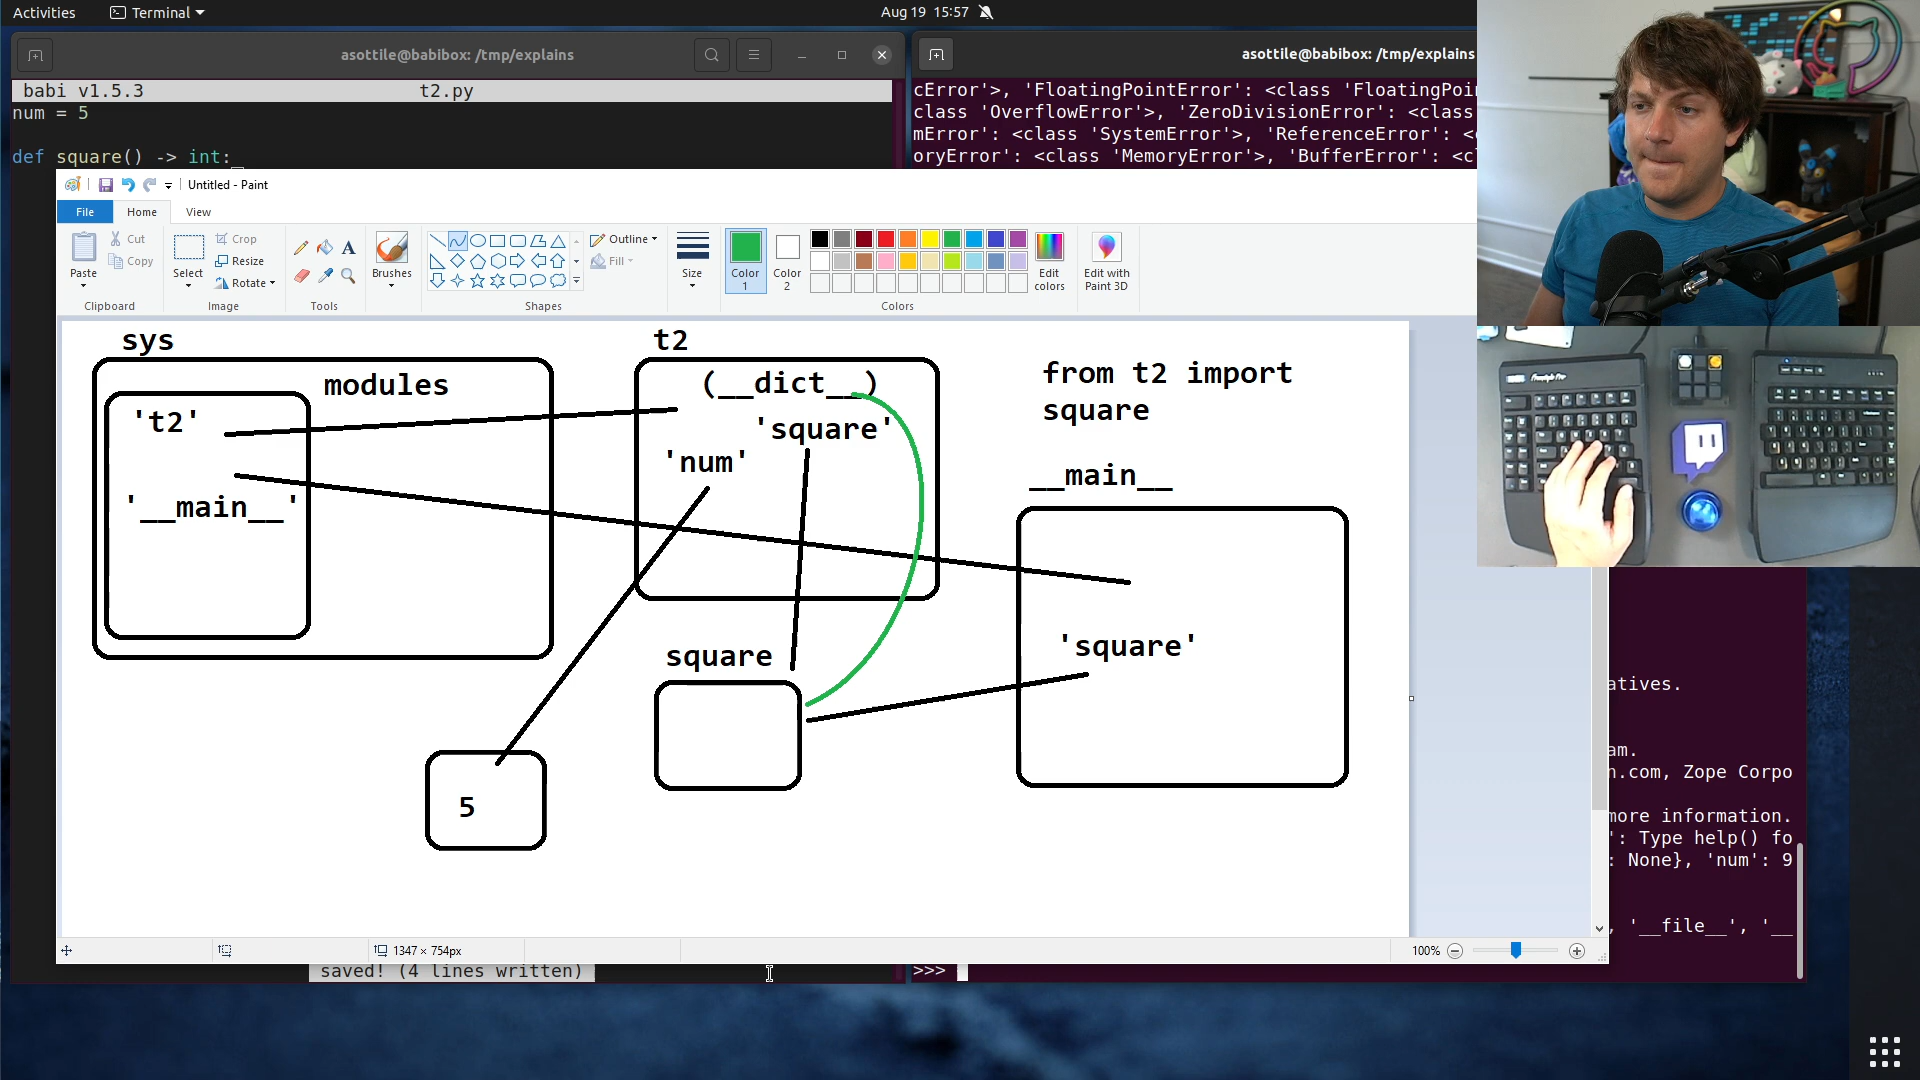 Activities
Terminal
Aug 19 15:57
asottile@babibox: /tmp/explains
asottile@babibox: /tmp/explains
babi v1.5.3 t2.py
num = 5
def square() -> int:
cError'>, 'FloatingPointError': <class 'FloatingPoi
class 'OverflowError'>, 'ZeroDivisionError': <class
mError': <class 'SystemError'>, 'ReferenceError': <
oryError': <class 'MemoryError'>, 'BufferError': <cl
Untitled - Paint
File
Home
View
Paste
Cut
Copy
Clipboard
Select
Crop
Resize
Rotate
Image
A
Tools
Brushes
Shapes
Outline
Fill
Size
Color
1
Color
2
Colors
Edit
colors
Edit with
Paint 3D
sys
modules
't2'
'__main__'
t2
(__dict__)
'square'
'num'
square
5
from t2 import
square
__main__
'square'
atives.
am.
n.com, Zope Corpo
more information.
': Type help() fo
: None}, 'num': 9
, '__file__', '__
>>>
1347 × 754px
100%
saved! (4 lines written)